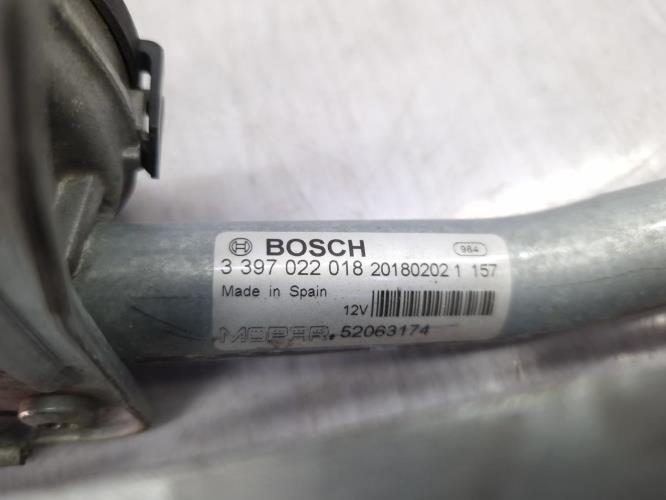 BOSCH 984
3 397 022 018 20180202 1 157
Made in Spain
12V
MOPAR® 52063174